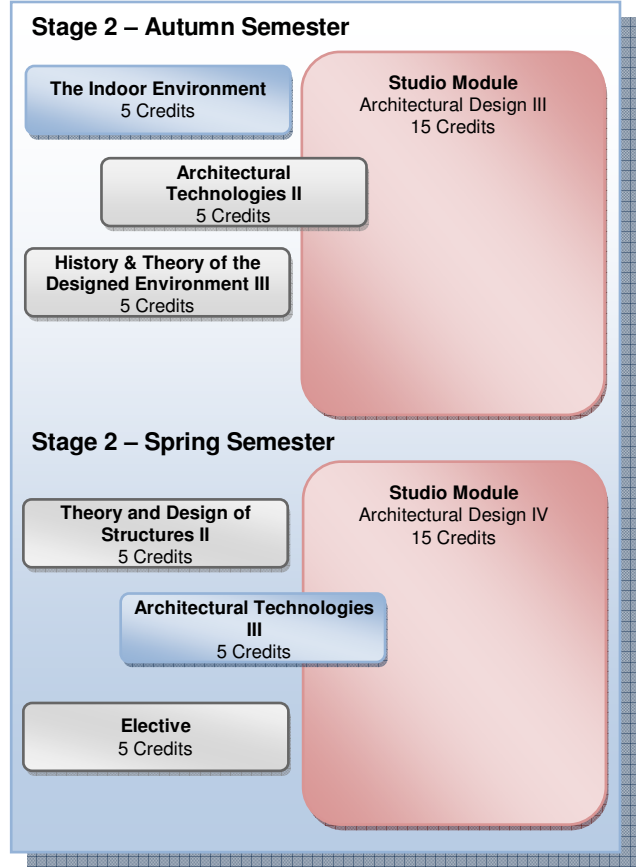 Stage 2 – Autumn Semester
The Indoor Environment
5 Credits
Studio Module
Architectural Design III
15 Credits
Architectural
Technologies II
5 Credits
History & Theory of the
Designed Environment III
5 Credits
Stage 2 – Spring Semester
Studio Module
Architectural Design IV
15 Credits
Theory and Design of
Structures II
5 Credits
Architectural Technologies
III
5 Credits
Elective
5 Credits